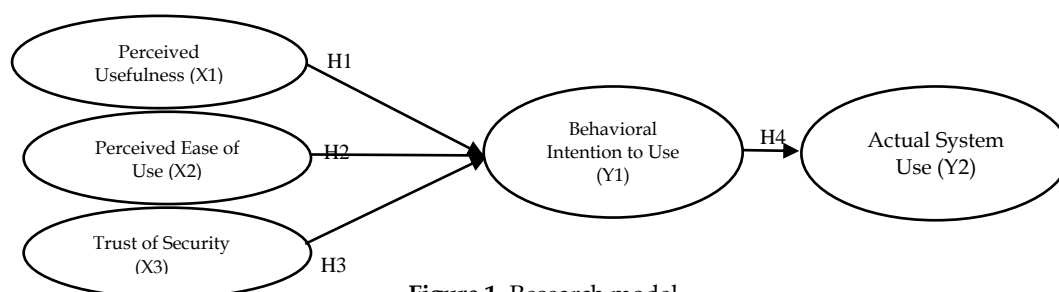 Perceived
Usefulness (X1)
H1
Perceived Ease of
Use (X2)
H2
Trust of Security
(X3)
H3
Behavioral
Intention to Use
(Y1)
H4
Actual System
Use (Y2)
Figure 1. Research model